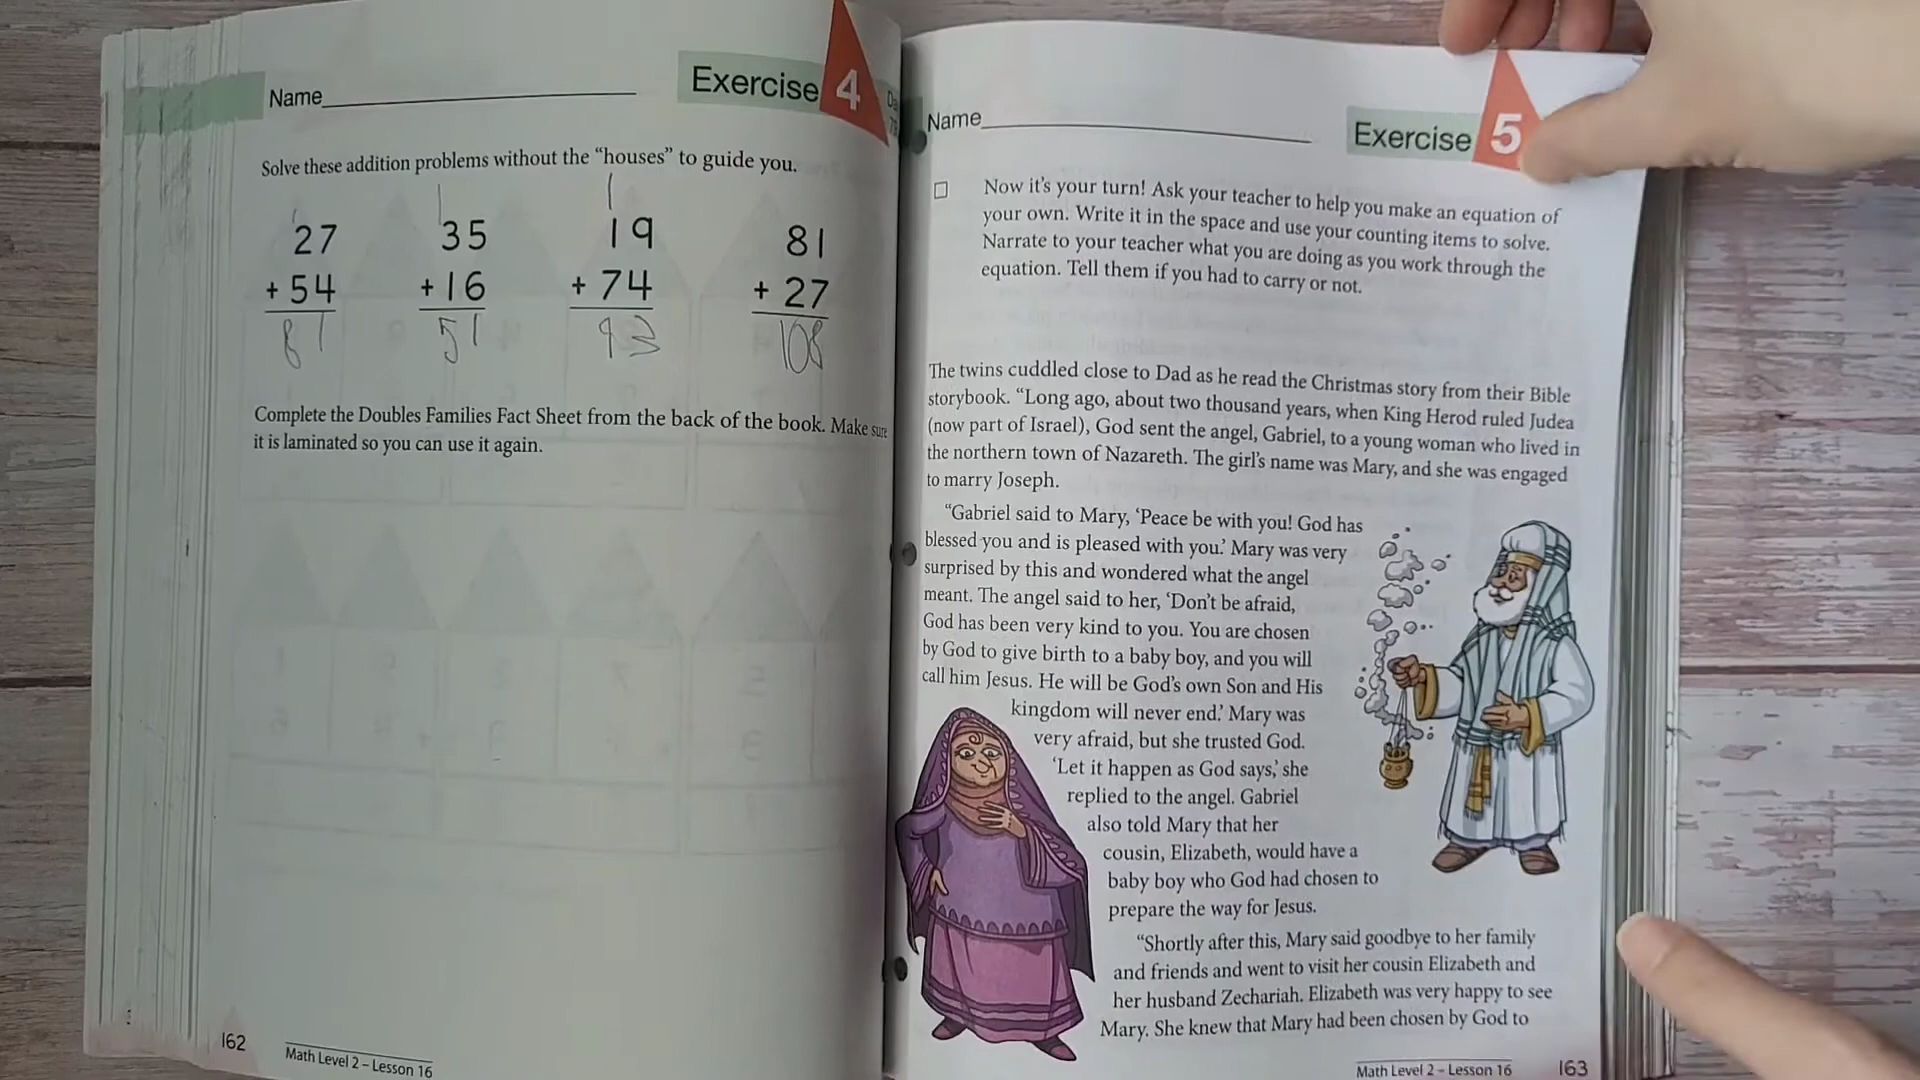 Name
Exercise 4
Solve these addition problems without the “houses” to guide you.
1 1 1
27 35 19 81
+ 54 + 16 + 74 + 27
81 51 93 108
Complete the Doubles Families Fact Sheet from the back of the book. Make sure
it is laminated so you can use it again.
162
Math Level 2 – Lesson 16
Name
Exercise 5
Now it’s your turn! Ask your teacher to help you make an equation of
your own. Write it in the space and use your counting items to solve.
Narrate to your teacher what you are doing as you work through the
equation. Tell them if you had to carry or not.
The twins cuddled close to Dad as he read the Christmas story from their Bible
storybook. “Long ago, about two thousand years, when King Herod ruled Judea
(now part of Israel), God sent the angel, Gabriel, to a young woman who lived in
the northern town of Nazareth. The girl’s name was Mary, and she was engaged
to marry Joseph.
“Gabriel said to Mary, ‘Peace be with you! God has
blessed you and is pleased with you.’ Mary was very
surprised by this and wondered what the angel
meant. The angel said to her, ‘Don’t be afraid,
God has been very kind to you. You are chosen
by God to give birth to a baby boy, and you will
call him Jesus. He will be God’s own Son and His
kingdom will never end.’ Mary was
very afraid, but she trusted God.
‘Let it happen as God says,’ she
replied to the angel. Gabriel
also told Mary that her
cousin, Elizabeth, would have a
baby boy who God had chosen to
prepare the way for Jesus.
“Shortly after this, Mary said goodbye to her family
and friends and went to visit her cousin Elizabeth and
her husband Zechariah. Elizabeth was very happy to see
Mary. She knew that Mary had been chosen by God to
Math Level 2 – Lesson 16
163